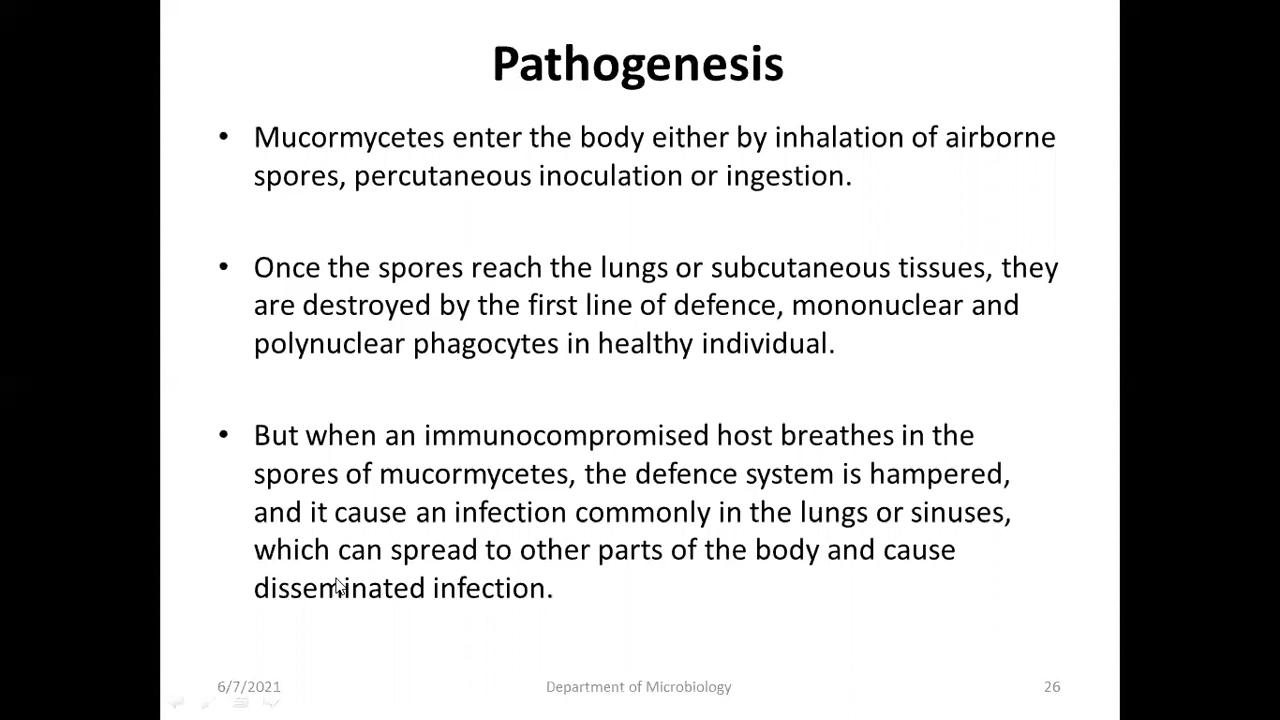 Pathogenesis
• Mucormycetes enter the body either by inhalation of airborne
spores, percutaneous inoculation or ingestion.
• Once the spores reach the lungs or subcutaneous tissues, they
are destroyed by the first line of defence, mononuclear and
polynuclear phagocytes in healthy individual.
• But when an immunocompromised host breathes in the
spores of mucormycetes, the defence system is hampered,
and it cause an infection commonly in the lungs or sinuses,
which can spread to other parts of the body and cause
disseminated infection.
6/7/2021 Department of Microbiology 26